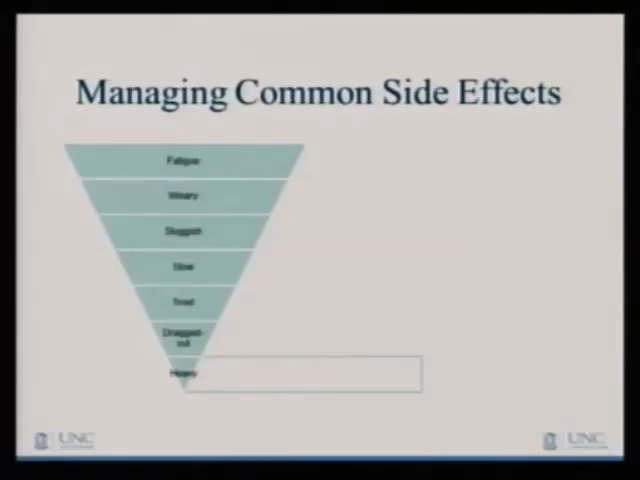 Managing Common Side Effects
Fatigue
Weary
Sluggish
Slow
Tired
Dragged-
out
Heavy
UNC
UNC